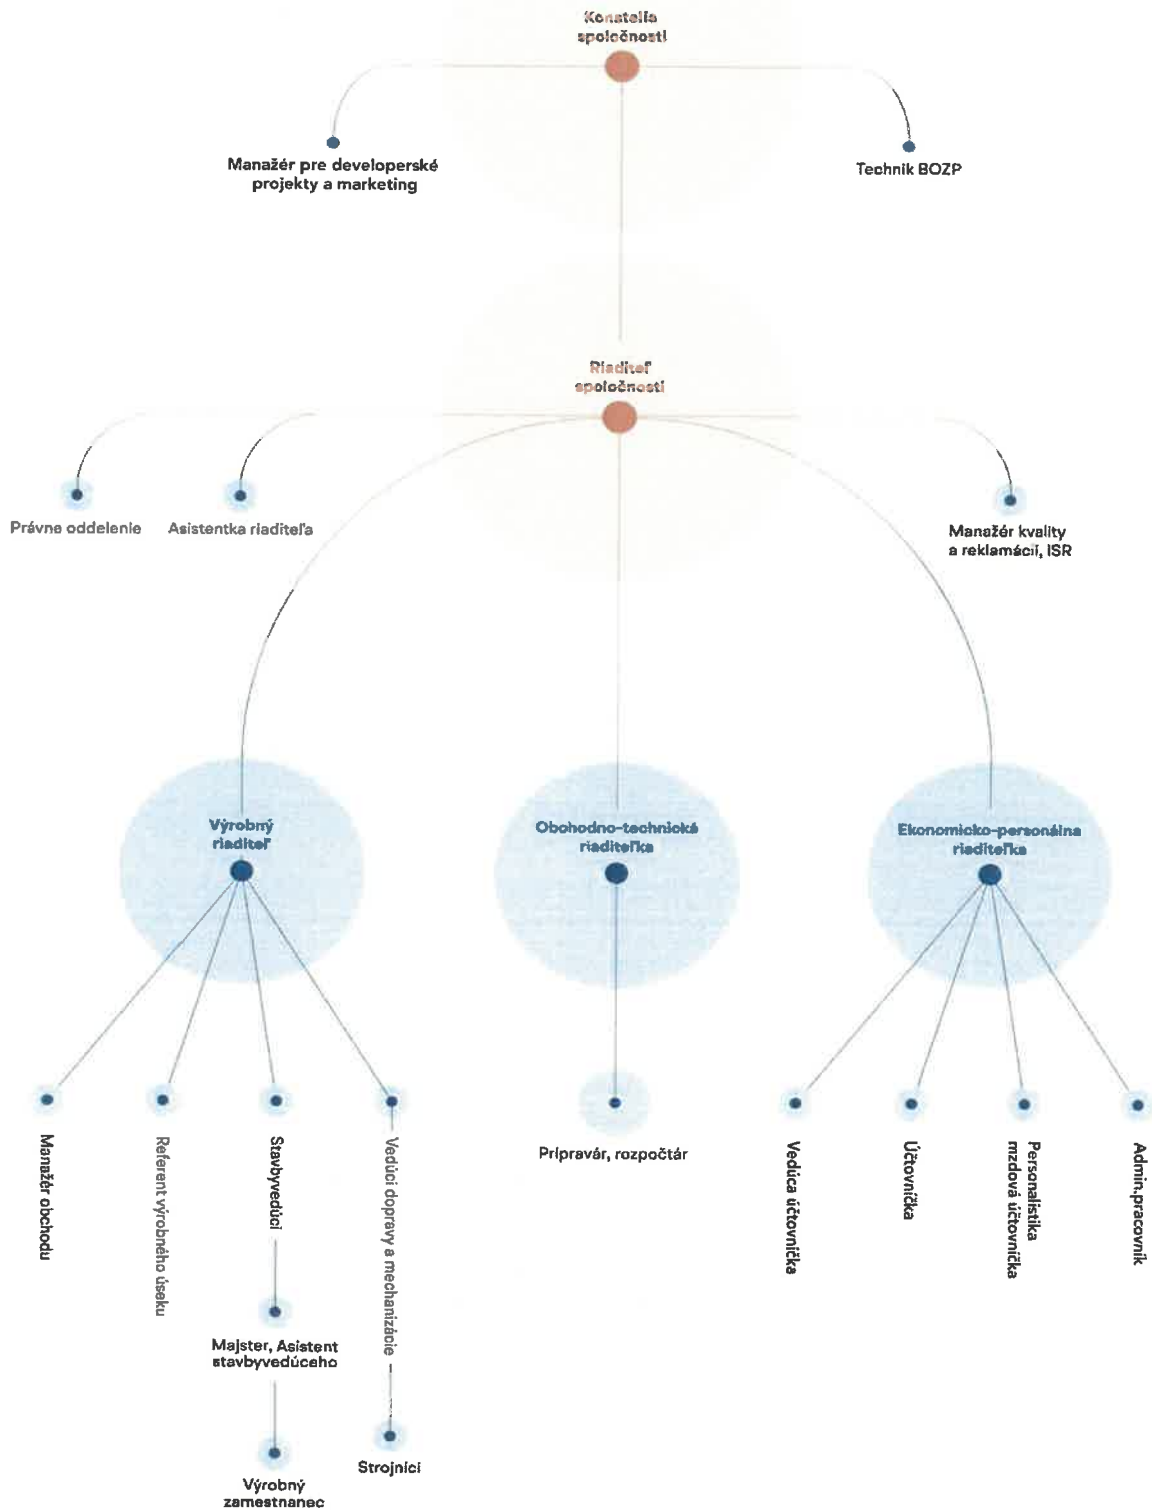 Konatelia
spoločnosti
Manažér pre developerské
projekty a marketing
Technik BOZP
Riaditeľ
spoločnosti
Právne oddelenie
Asistentka riaditeľa
Manažér kvality
a reklamácií, ISR
Výrobný
riaditeľ
Obchodno-technická
riaditeľka
Ekonomicko-personálna
riaditeľka
Manažér obchodu
Referent výrobného úseku
Stavbyvedúci
Vedúci dopravy a mechanizácie
Prípravár, rozpočtár
Vedúca účtovníčka
Účtovníčka
Personalistika
mzdová účtovníčka
Admin.pracovník
Majster, Asistent
stavbyvedúceho
Strojníci
Výrobný
zamestnanec